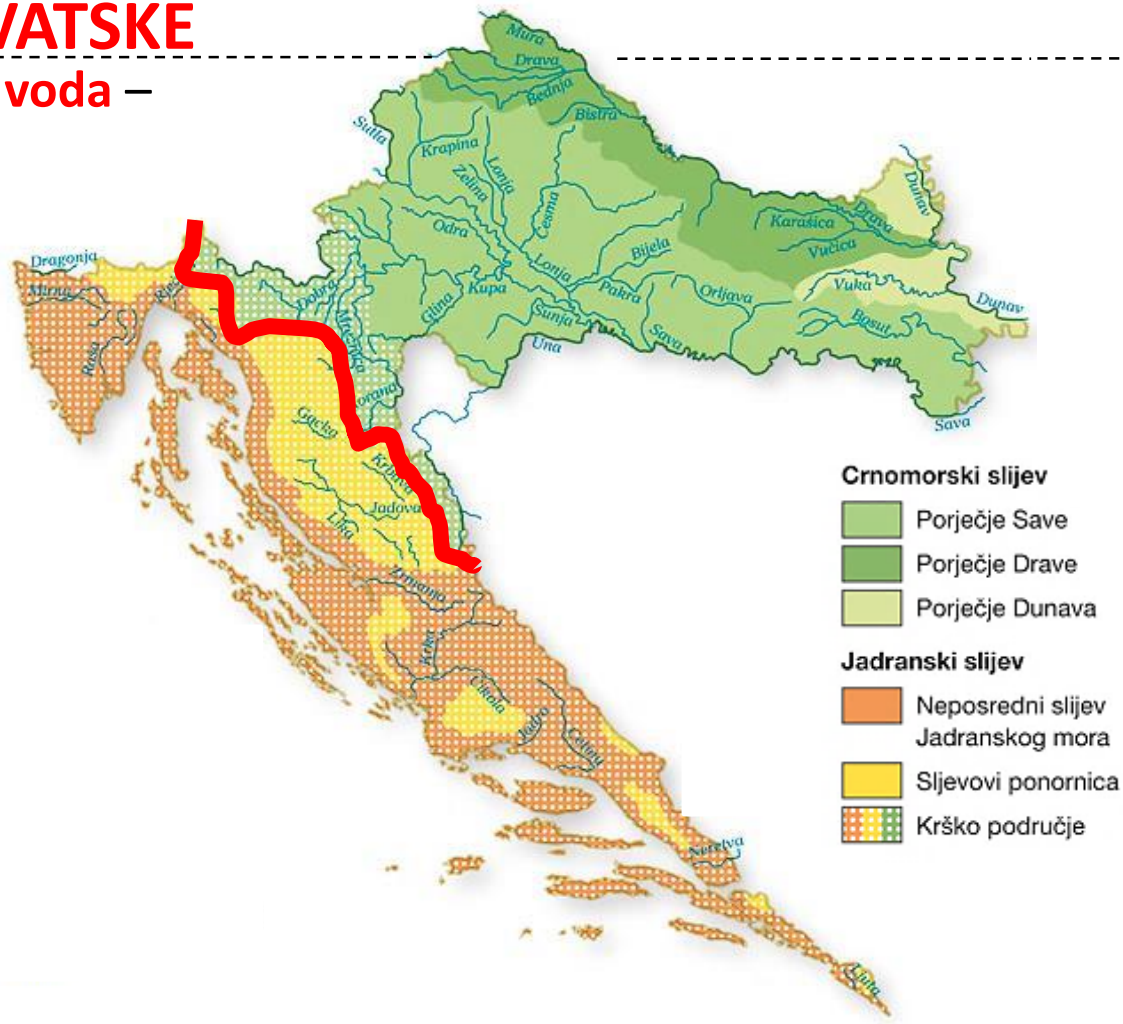 VATSKE
voda –
Mura
Drava
Bednja
Bistra
Sutla
Krapina
Lonja
Zelina
Česma
Odra
Dunav
Drava
Karašica
Vučica
Bijela
Dragonja
Mirna
Lonja
Pakra
Orljava
Vuka
Dunav
Kupa
Dobra
Glina
Sunja
Sava
Bosut
Raša
Mrežnica
Una
orana
Gacka
Sava
Krbava
Jadova
Lika
Zrmanja
Krka
Čikola
Jadro
Cetina
Neretva
Ljuta
Crnomorski slijev
Porječje Save
Porječje Drave
Porječje Dunava
Jadranski slijev
Neposredni slijev
Jadranskog mora
Sljevovi ponornica
Krško područje